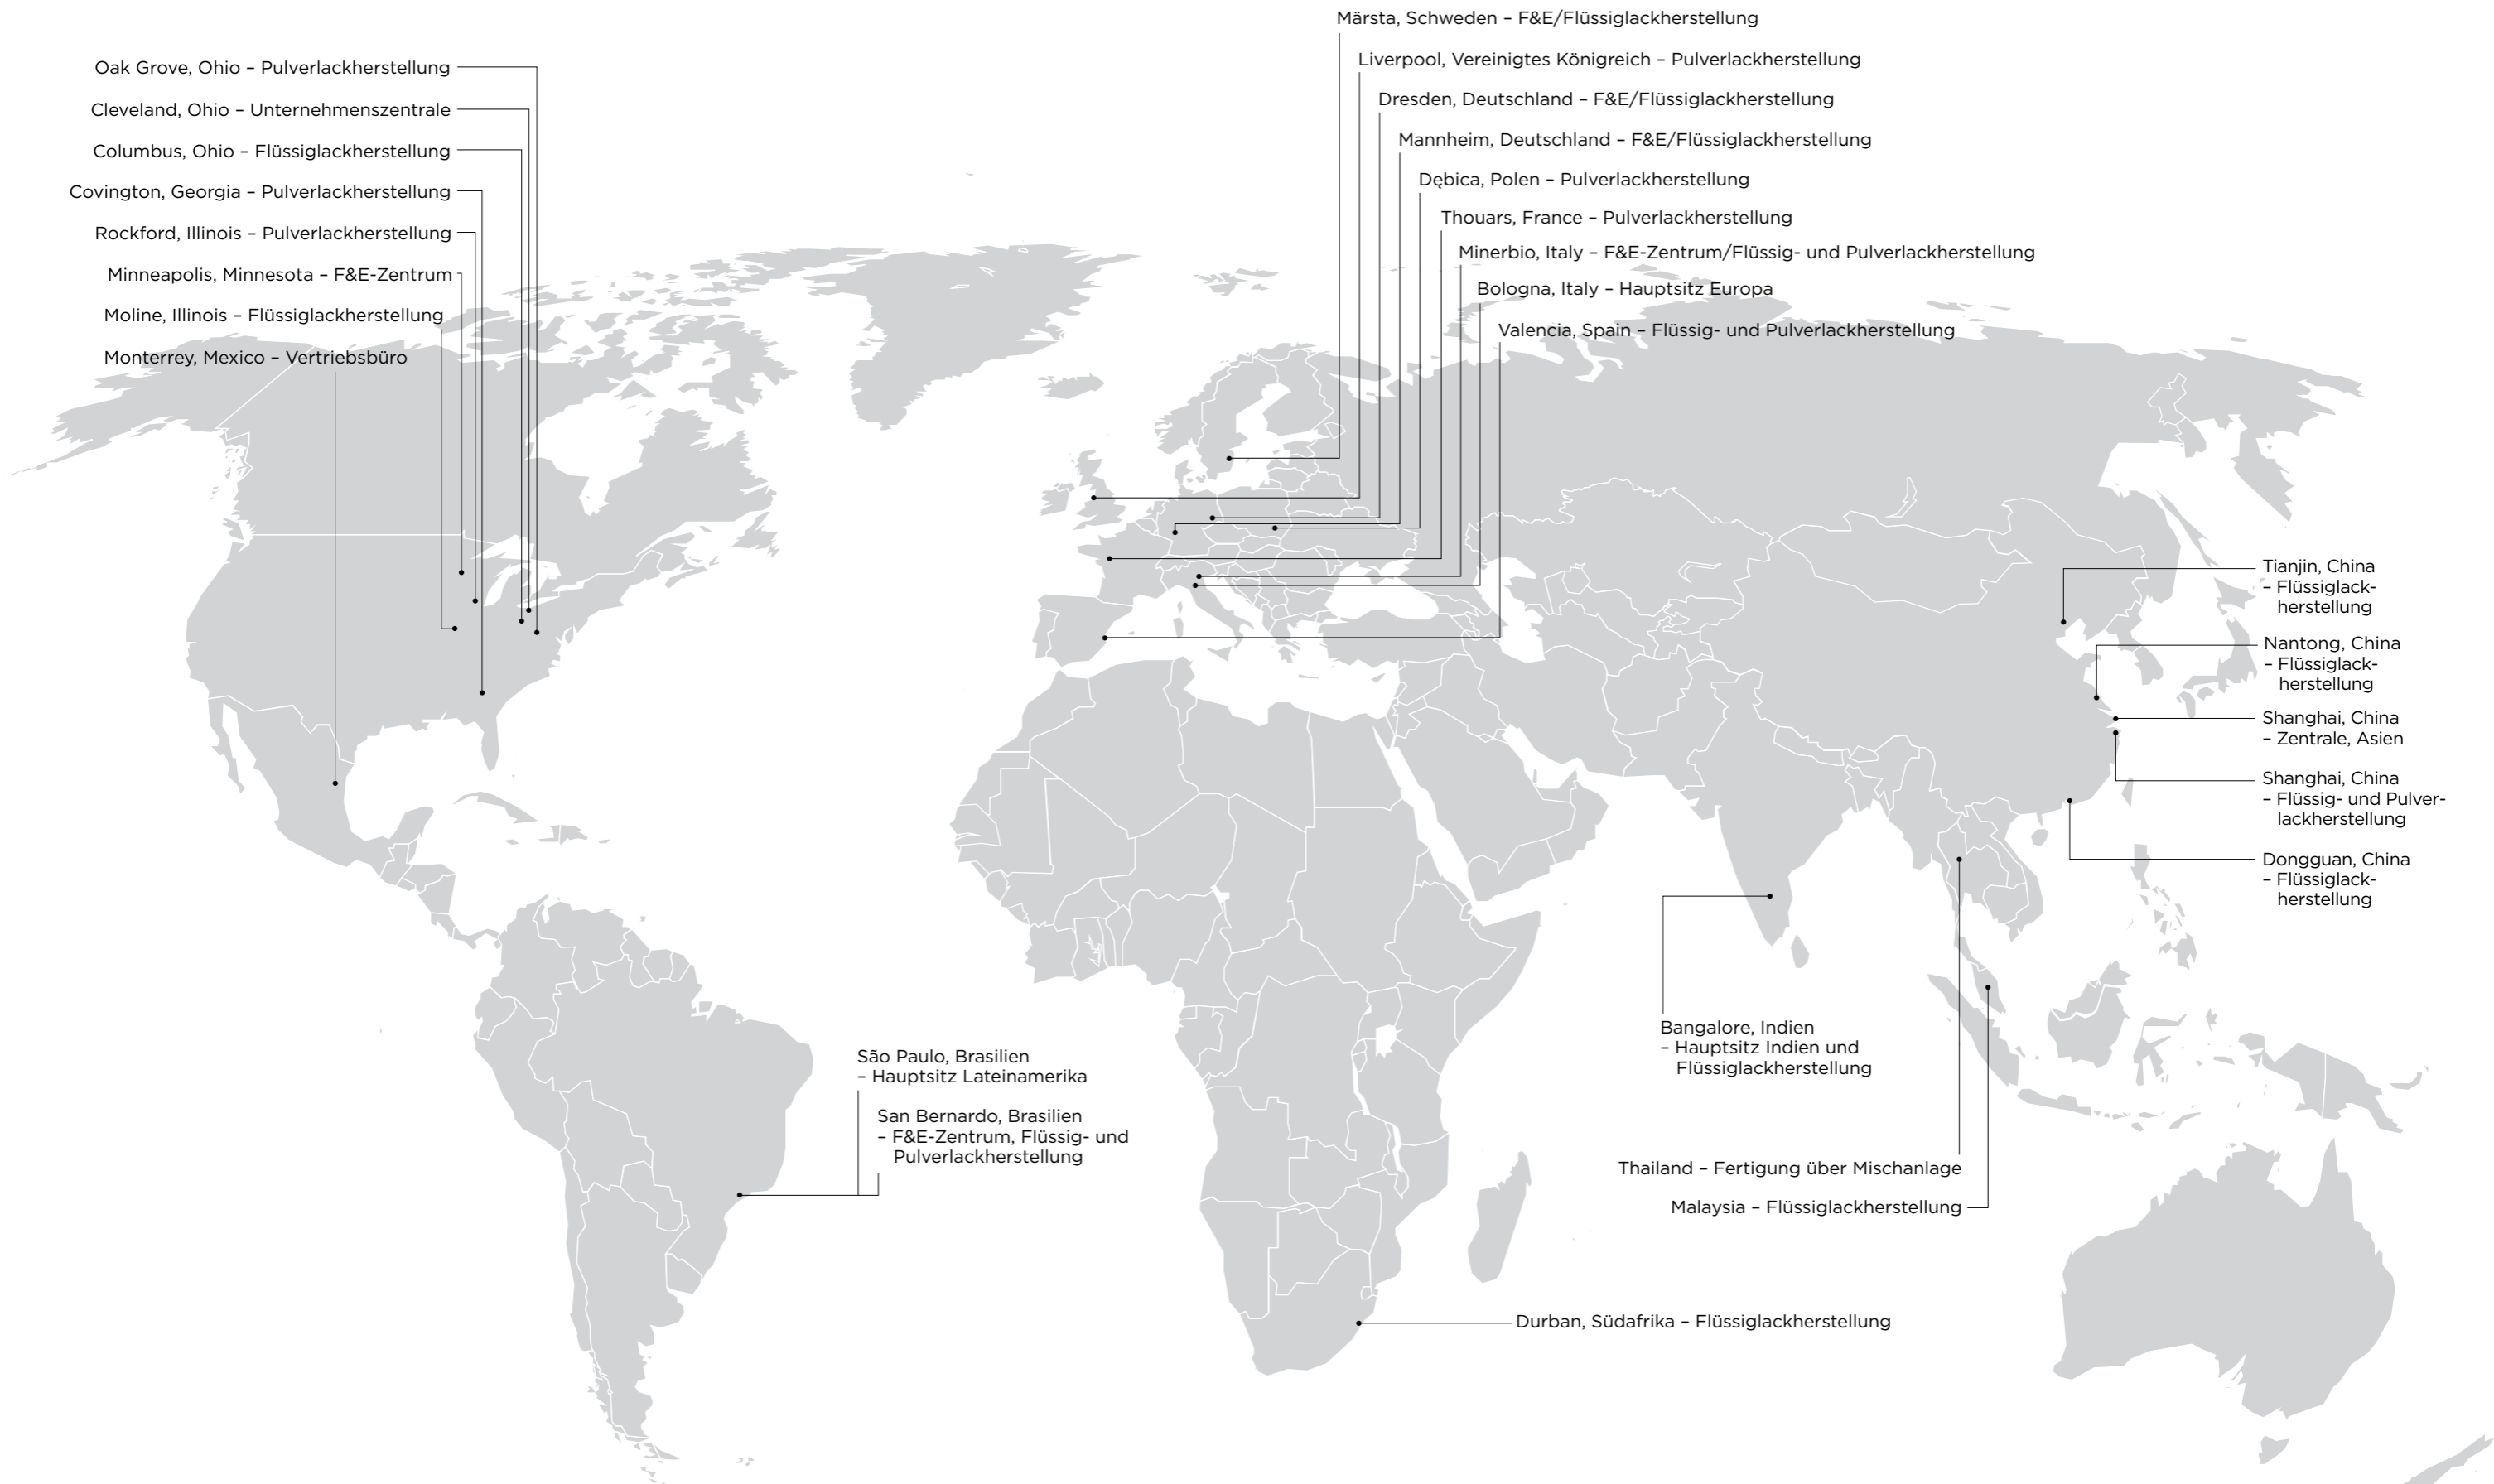 Oak Grove, Ohio – Pulverlackherstellung
Cleveland, Ohio – Unternehmenszentrale
Columbus, Ohio – Flüssiglackherstellung
Covington, Georgia – Pulverlackherstellung
Rockford, Illinois – Pulverlackherstellung
Minneapolis, Minnesota – F&E-Zentrum
Moline, Illinois – Flüssiglackherstellung
Monterrey, Mexico – Vertriebsbüro
Märsta, Schweden – F&E/Flüssiglackherstellung
Liverpool, Vereinigtes Königreich – Pulverlackherstellung
Dresden, Deutschland – F&E/Flüssiglackherstellung
Mannheim, Deutschland – F&E/Flüssiglackherstellung
Dębica, Polen – Pulverlackherstellung
Thouars, France – Pulverlackherstellung
Minerbio, Italy – F&E-Zentrum/Flüssig- und Pulverlackherstellung
Bologna, Italy – Hauptsitz Europa
Valencia, Spain – Flüssig- und Pulverlackherstellung
Tianjin, China
– Flüssiglack-
herstellung
Nantong, China
– Flüssiglack-
herstellung
Shanghai, China
– Zentrale, Asien
Shanghai, China
– Flüssig- und Pulver-
lackherstellung
Dongguan, China
– Flüssiglack-
herstellung
Bangalore, Indien
– Hauptsitz Indien und
Flüssiglackherstellung
Thailand – Fertigung über Mischanlage
Malaysia – Flüssiglackherstellung
São Paulo, Brasilien
– Hauptsitz Lateinamerika
San Bernardo, Brasilien
– F&E-Zentrum, Flüssig- und
Pulverlackherstellung
Durban, Südafrika – Flüssiglackherstellung